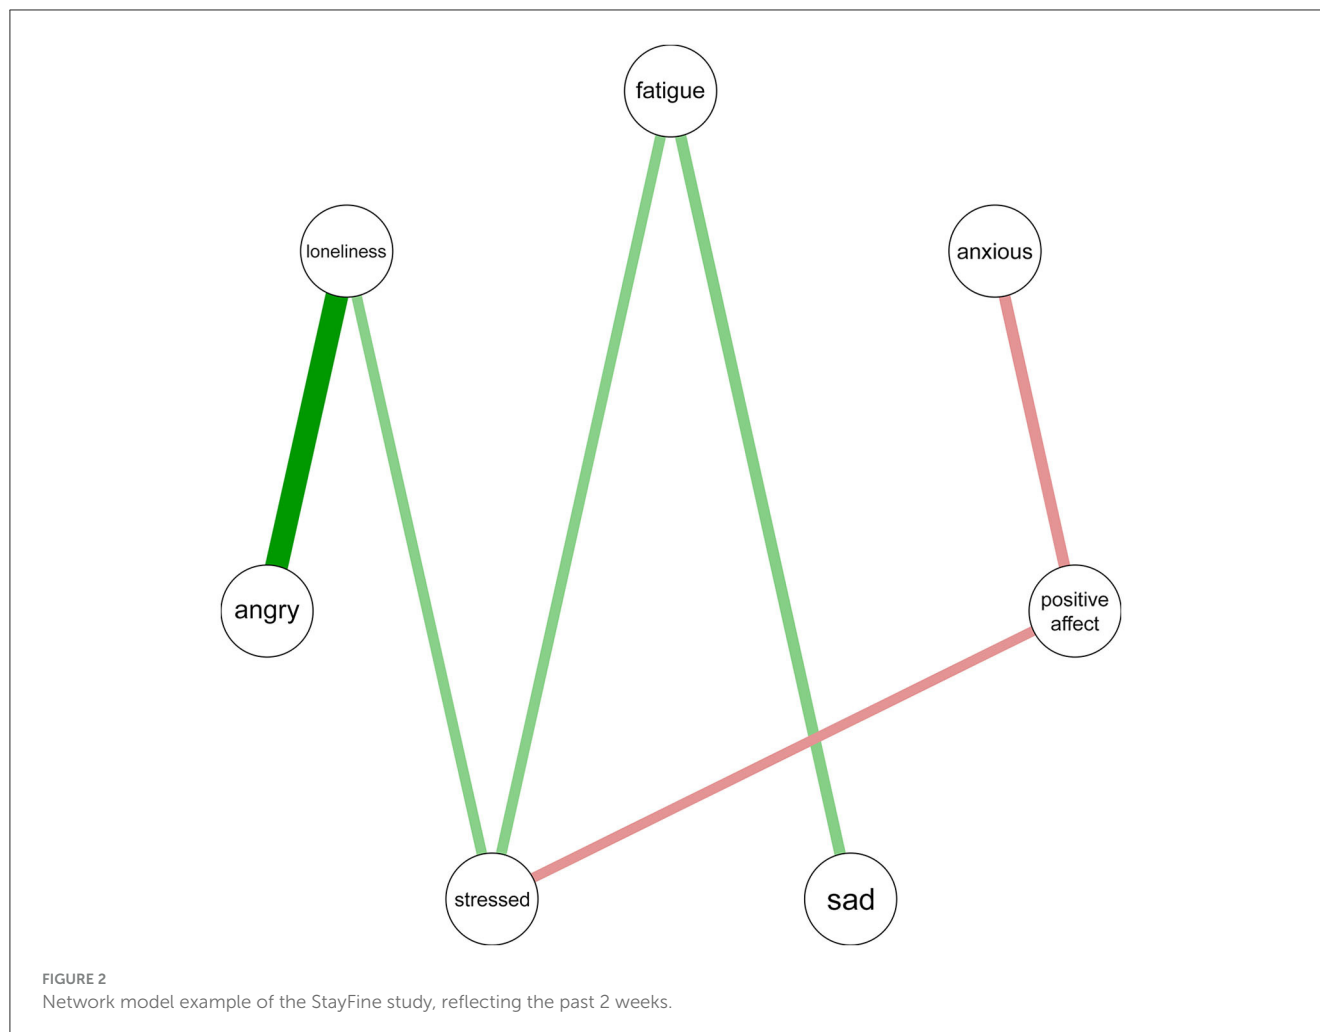 fatigue
loneliness
anxious
angry
positive
affect
stressed
sad
FIGURE 2
Network model example of the StayFine study, reflecting the past 2 weeks.